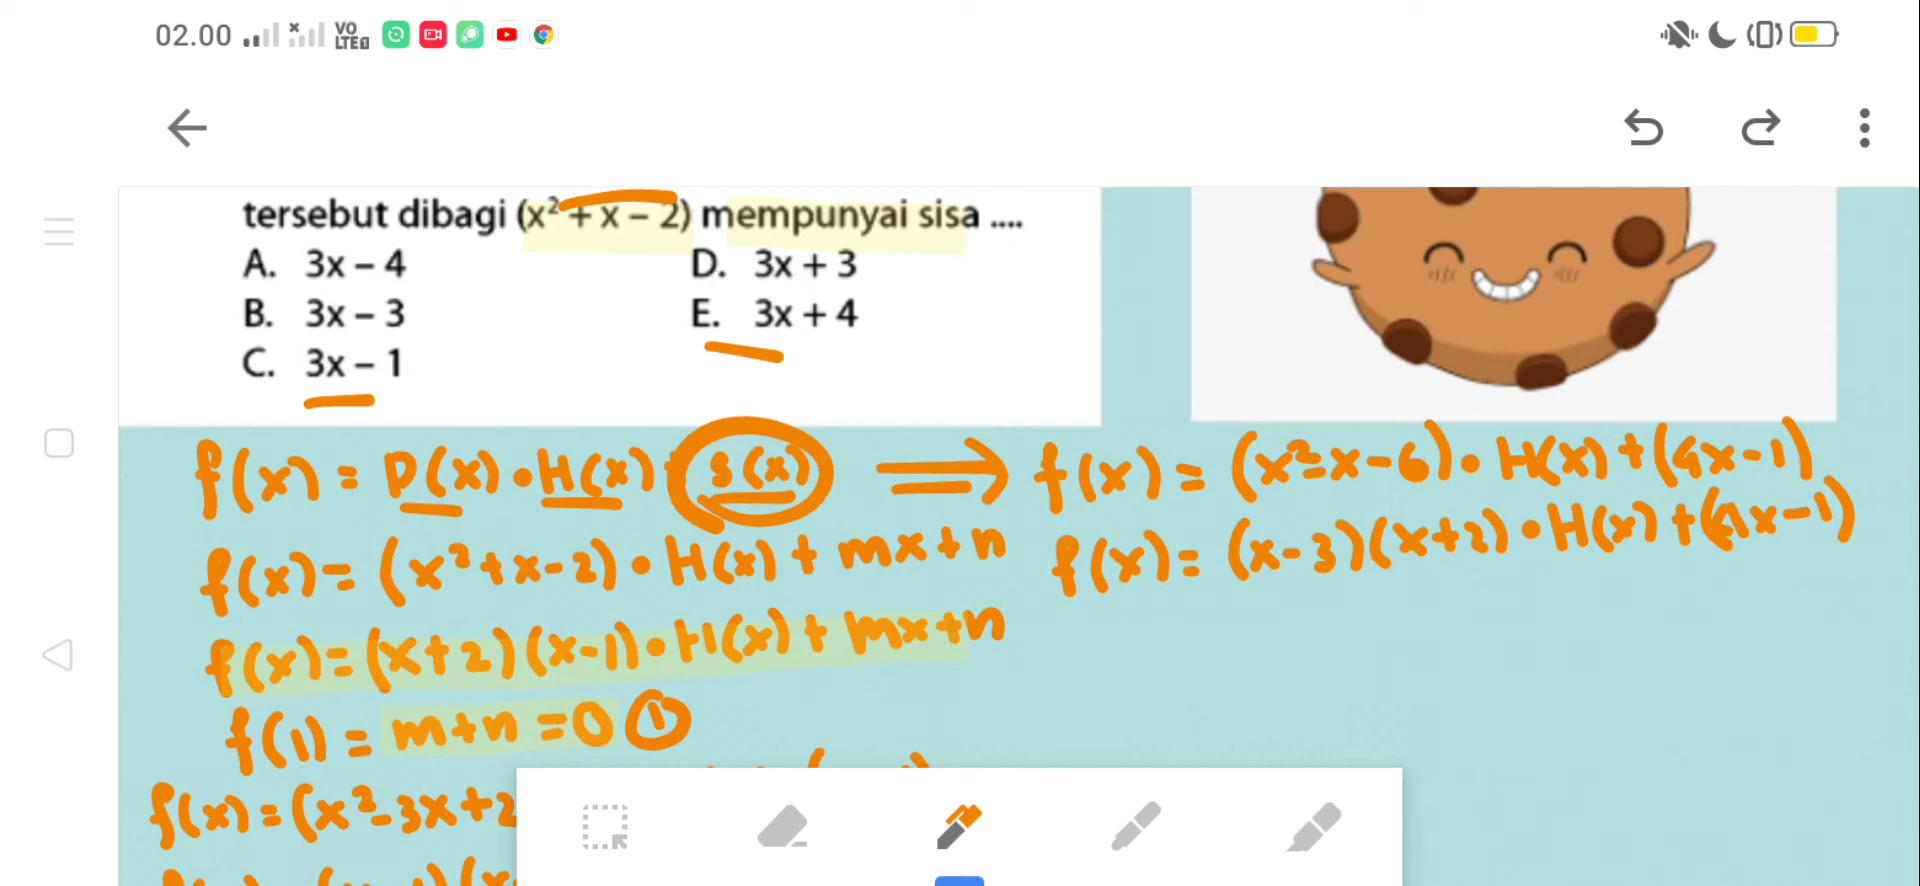 02.00 VO LTE
tersebut dibagi (x² + x – 2) mempunyai sisa ....
A. 3x – 4 D. 3x + 3
B. 3x – 3 E. 3x + 4
C. 3x – 1
f(x) = P(x) • H(x) S(x) ⟹ f(x) = (x²-x-6) • H(x) + (4x-1)
f(x) = (x²+x-2) • H(x) + mx+n f(x) = (x-3)(x+2) • H(x) + (4x-1)
f(x) = (x+2)(x-1) • H(x) + mx+n
f(1) = m+n = 0 ①
f(x) = (x²-3x+2